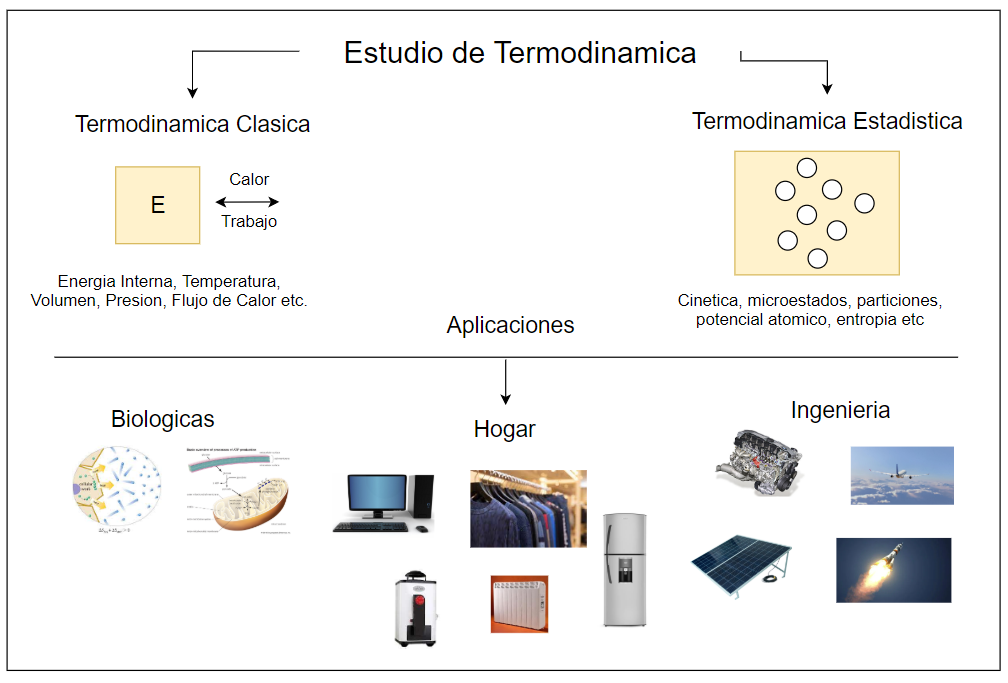 Estudio de Termodinamica
Termodinamica Clasica
Termodinamica Estadistica
E
Calor
Trabajo
Energia Interna, Temperatura,
Volumen, Presion, Flujo de Calor etc.
Cinetica, microestados, particiones,
potencial atomico, entropia etc
Aplicaciones
Biologicas
Hogar
Ingenieria